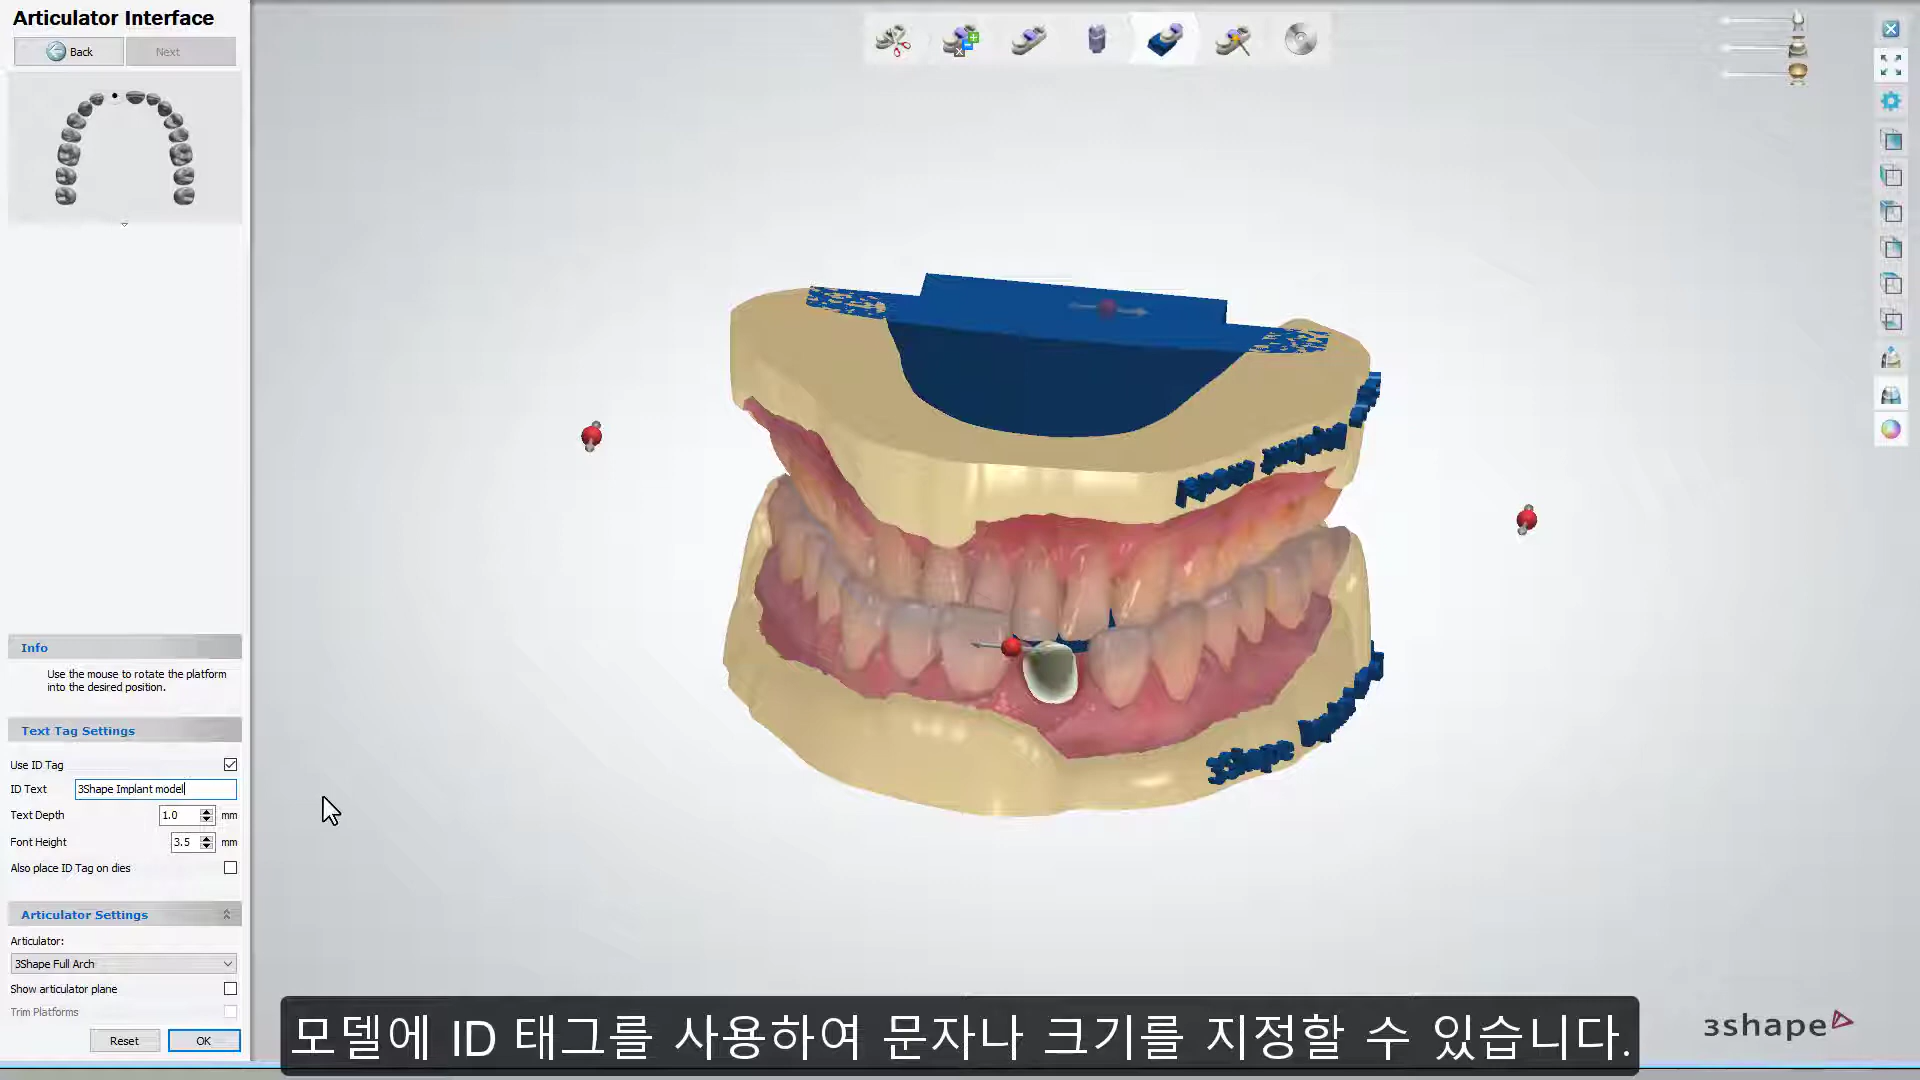 Articulator Interface
Back
Next
Info
Use the mouse to rotate the platform
into the desired position.
Text Tag Settings
Use ID Tag
ID Text 3Shape Implant model
Text Depth 1.0 mm
Font Height 3.5 mm
Also place ID Tag on dies
Articulator Settings
Articulator:
3Shape Full Arch
Show articulator plane
Trim Platforms
Reset
OK
모델에 ID 태그를 사용하여 문자나 크기를 지정할 수 있습니다.
3shape
3Shape